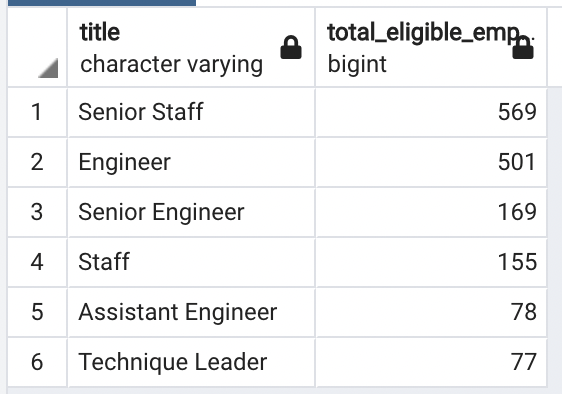 title
character varying
total_eligible_emp...
bigint
1 Senior Staff 569
2 Engineer 501
3 Senior Engineer 169
4 Staff 155
5 Assistant Engineer 78
6 Technique Leader 77